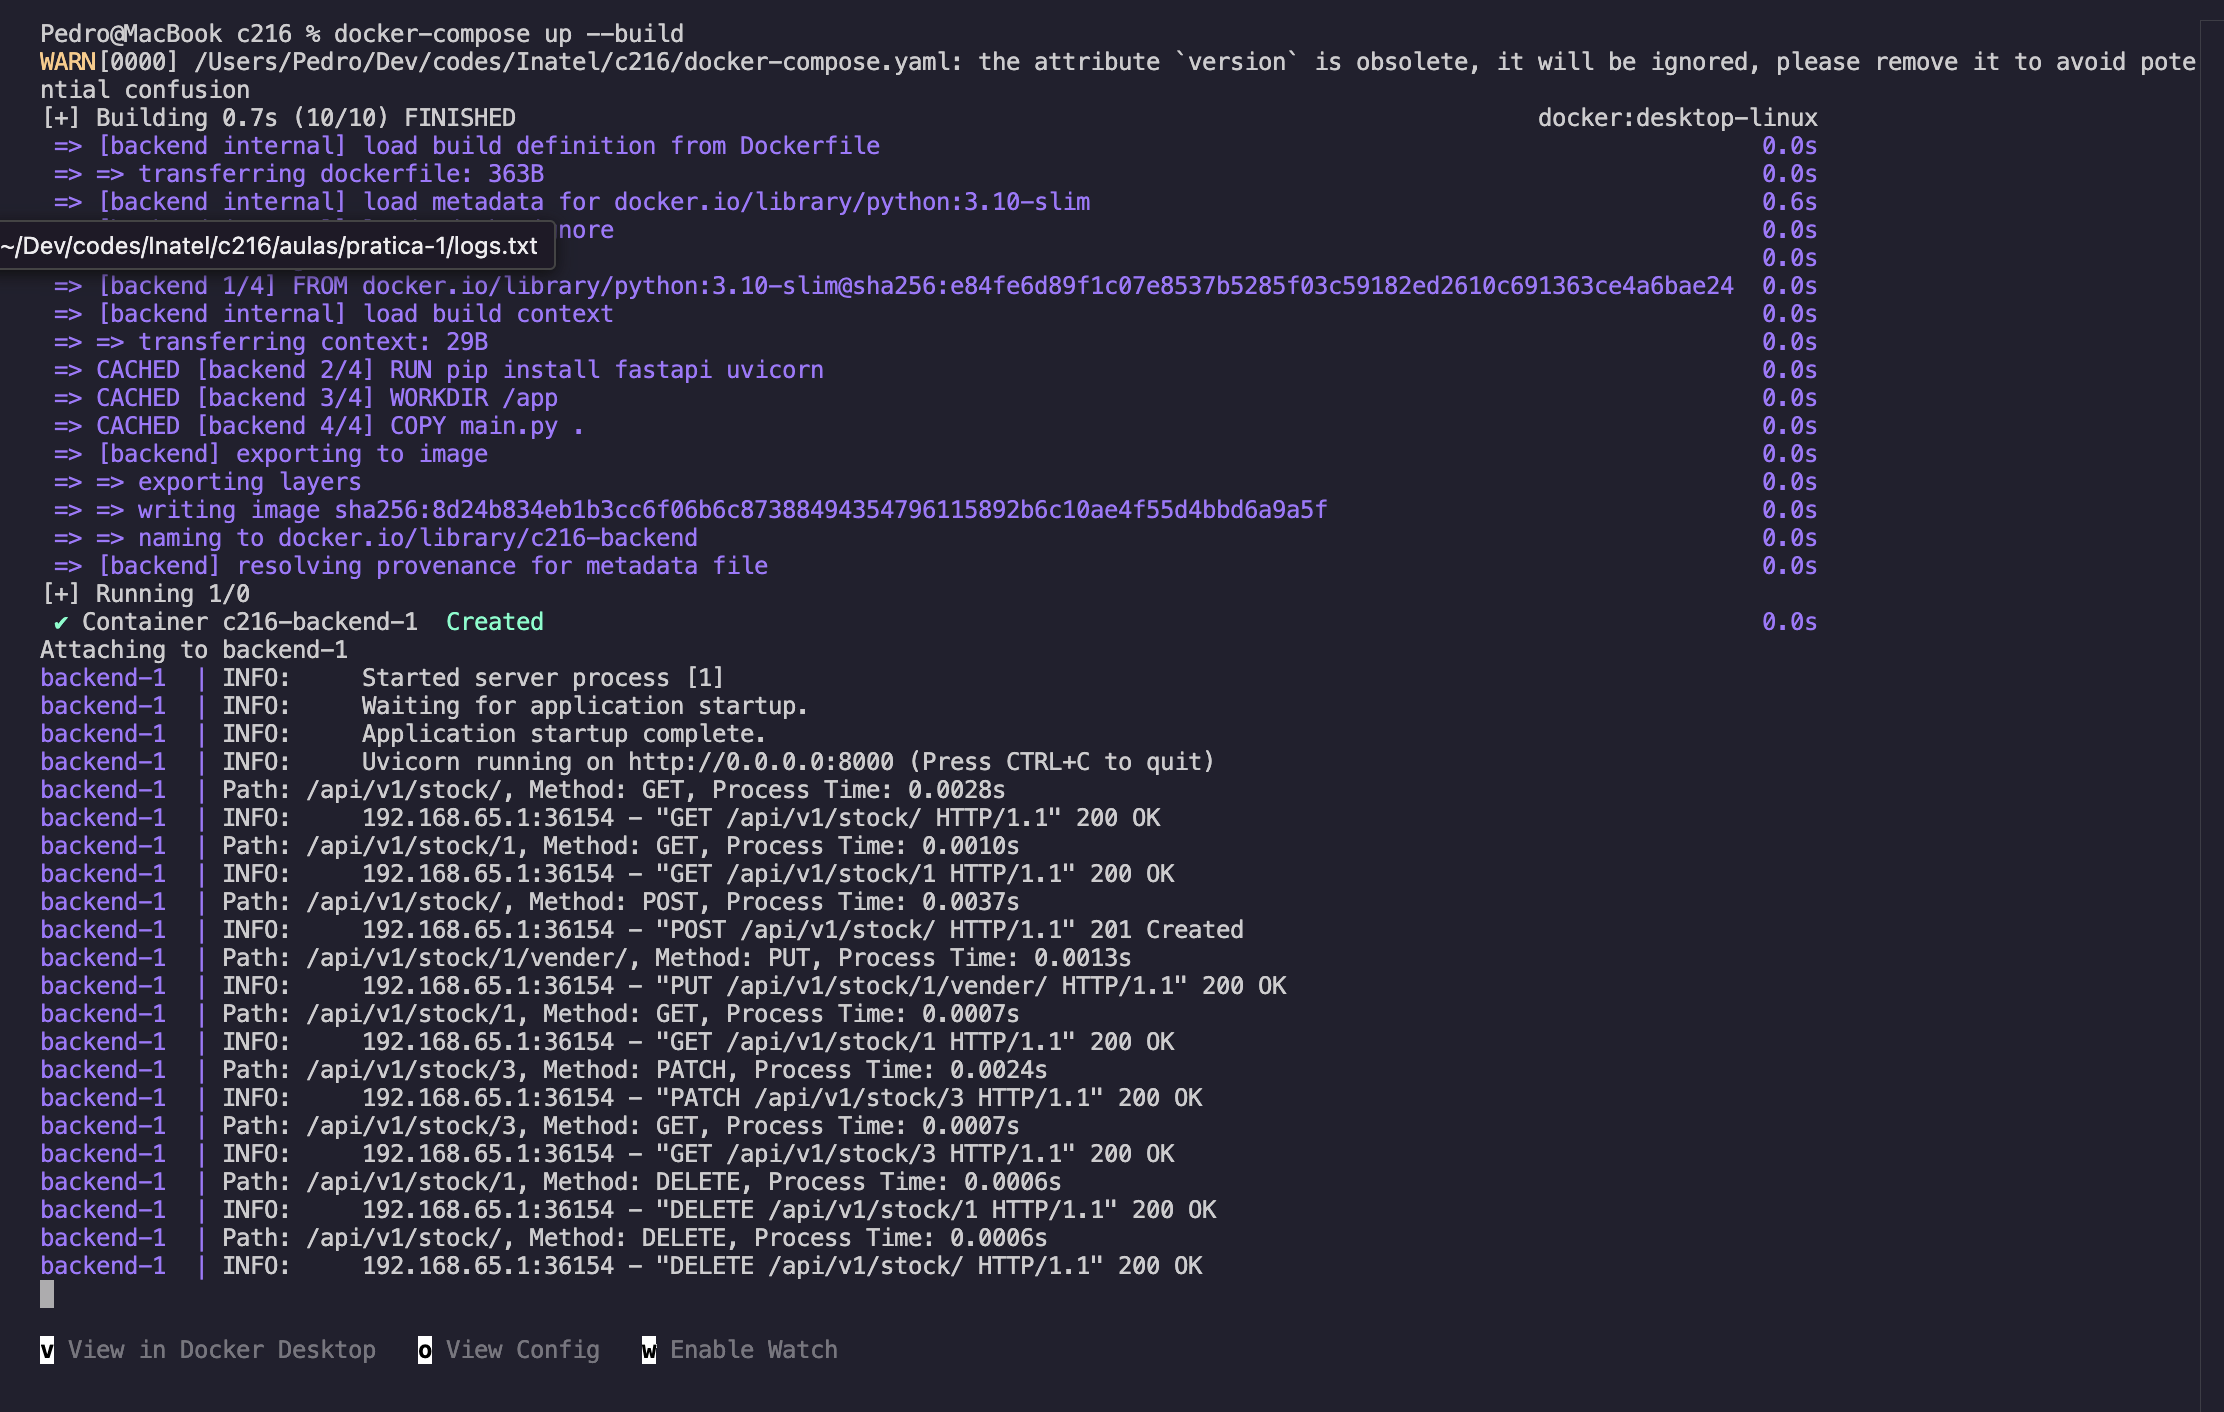 Pedro@MacBook c216 % docker-compose up --build
WARN[0000] /Users/Pedro/Dev/codes/Inatel/c216/docker-compose.yaml: the attribute `version` is obsolete, it will be ignored, please remove it to avoid pote
ntial confusion
[+] Building 0.7s (10/10) FINISHED docker:desktop-linux
=> [backend internal] load build definition from Dockerfile 0.0s
=> => transferring dockerfile: 363B 0.0s
=> [backend internal] load metadata for docker.io/library/python:3.10-slim 0.6s
nore 0.0s
~/Dev/codes/Inatel/c216/aulas/pratica-1/logs.txt
0.0s
=> [backend 1/4] FROM docker.io/library/python:3.10-slim@sha256:e84fe6d89f1c07e8537b5285f03c59182ed2610c691363ce4a6bae24 0.0s
=> [backend internal] load build context 0.0s
=> => transferring context: 29B 0.0s
=> CACHED [backend 2/4] RUN pip install fastapi uvicorn 0.0s
=> CACHED [backend 3/4] WORKDIR /app 0.0s
=> CACHED [backend 4/4] COPY main.py . 0.0s
=> [backend] exporting to image 0.0s
=> => exporting layers 0.0s
=> => writing image sha256:8d24b834eb1b3cc6f06b6c87388494354796115892b6c10ae4f55d4bbd6a9a5f 0.0s
=> => naming to docker.io/library/c216-backend 0.0s
=> [backend] resolving provenance for metadata file 0.0s
[+] Running 1/0
✔ Container c216-backend-1 Created 0.0s
Attaching to backend-1
backend-1 | INFO: Started server process [1]
backend-1 | INFO: Waiting for application startup.
backend-1 | INFO: Application startup complete.
backend-1 | INFO: Uvicorn running on http://0.0.0.0:8000 (Press CTRL+C to quit)
backend-1 | Path: /api/v1/stock/, Method: GET, Process Time: 0.0028s
backend-1 | INFO: 192.168.65.1:36154 - "GET /api/v1/stock/ HTTP/1.1" 200 OK
backend-1 | Path: /api/v1/stock/1, Method: GET, Process Time: 0.0010s
backend-1 | INFO: 192.168.65.1:36154 - "GET /api/v1/stock/1 HTTP/1.1" 200 OK
backend-1 | Path: /api/v1/stock/, Method: POST, Process Time: 0.0037s
backend-1 | INFO: 192.168.65.1:36154 - "POST /api/v1/stock/ HTTP/1.1" 201 Created
backend-1 | Path: /api/v1/stock/1/vender/, Method: PUT, Process Time: 0.0013s
backend-1 | INFO: 192.168.65.1:36154 - "PUT /api/v1/stock/1/vender/ HTTP/1.1" 200 OK
backend-1 | Path: /api/v1/stock/1, Method: GET, Process Time: 0.0007s
backend-1 | INFO: 192.168.65.1:36154 - "GET /api/v1/stock/1 HTTP/1.1" 200 OK
backend-1 | Path: /api/v1/stock/3, Method: PATCH, Process Time: 0.0024s
backend-1 | INFO: 192.168.65.1:36154 - "PATCH /api/v1/stock/3 HTTP/1.1" 200 OK
backend-1 | Path: /api/v1/stock/3, Method: GET, Process Time: 0.0007s
backend-1 | INFO: 192.168.65.1:36154 - "GET /api/v1/stock/3 HTTP/1.1" 200 OK
backend-1 | Path: /api/v1/stock/1, Method: DELETE, Process Time: 0.0006s
backend-1 | INFO: 192.168.65.1:36154 - "DELETE /api/v1/stock/1 HTTP/1.1" 200 OK
backend-1 | Path: /api/v1/stock/, Method: DELETE, Process Time: 0.0006s
backend-1 | INFO: 192.168.65.1:36154 - "DELETE /api/v1/stock/ HTTP/1.1" 200 OK
v View in Docker Desktop o View Config w Enable Watch